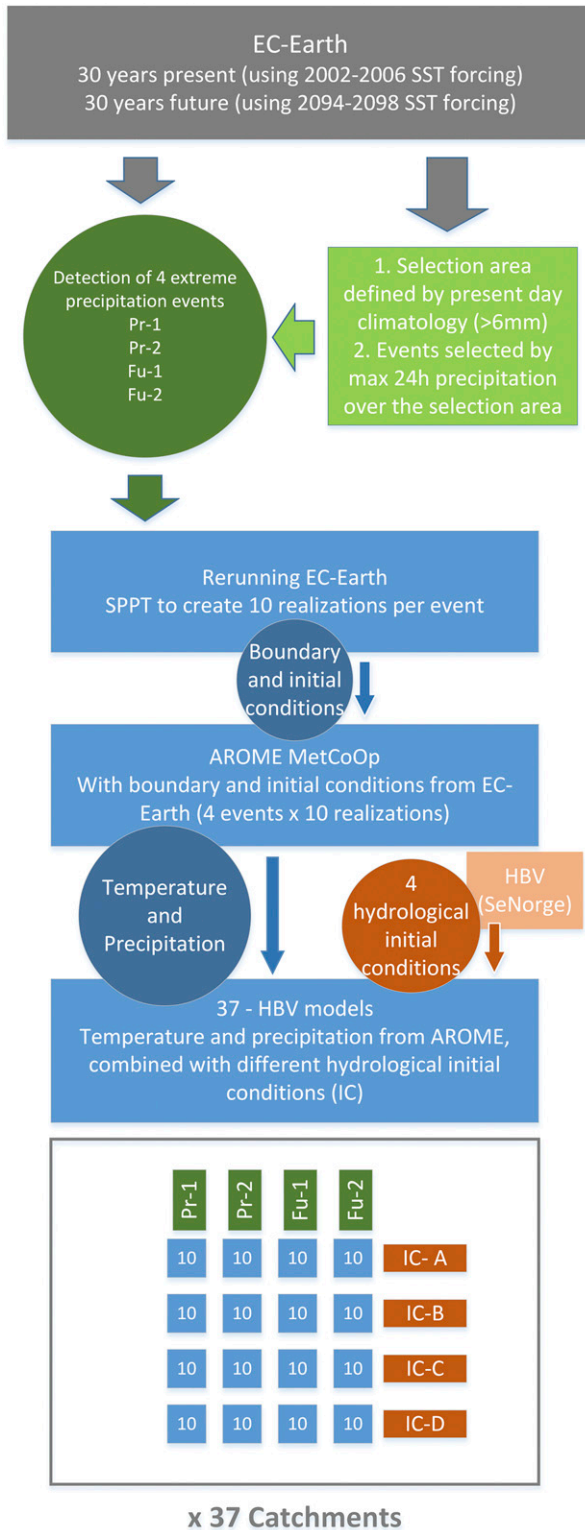 EC-Earth
30 years present (using 2002-2006 SST forcing)
30 years future (using 2094-2098 SST forcing)
Detection of 4 extreme
precipitation events
Pr-1
Pr-2
Fu-1
Fu-2
1. Selection area
defined by present day
climatology (>6mm)
2. Events selected by
max 24h precipitation
over the selection area
Rerunning EC-Earth
SPPT to create 10 realizations per event
Boundary
and initial
conditions
AROME MetCoOp
With boundary and initial conditions from EC-
Earth (4 events x 10 realizations)
Temperature
and
Precipitation
4
hydrological
initial
conditions
HBV
(SeNorge)
37 - HBV models
Temperature and precipitation from AROME,
combined with different hydrological initial
conditions (IC)
Pr-1 Pr-2 Fu-1 Fu-2
10 10 10 10 IC- A
10 10 10 10 IC-B
10 10 10 10 IC-C
10 10 10 10 IC-D
x 37 Catchments